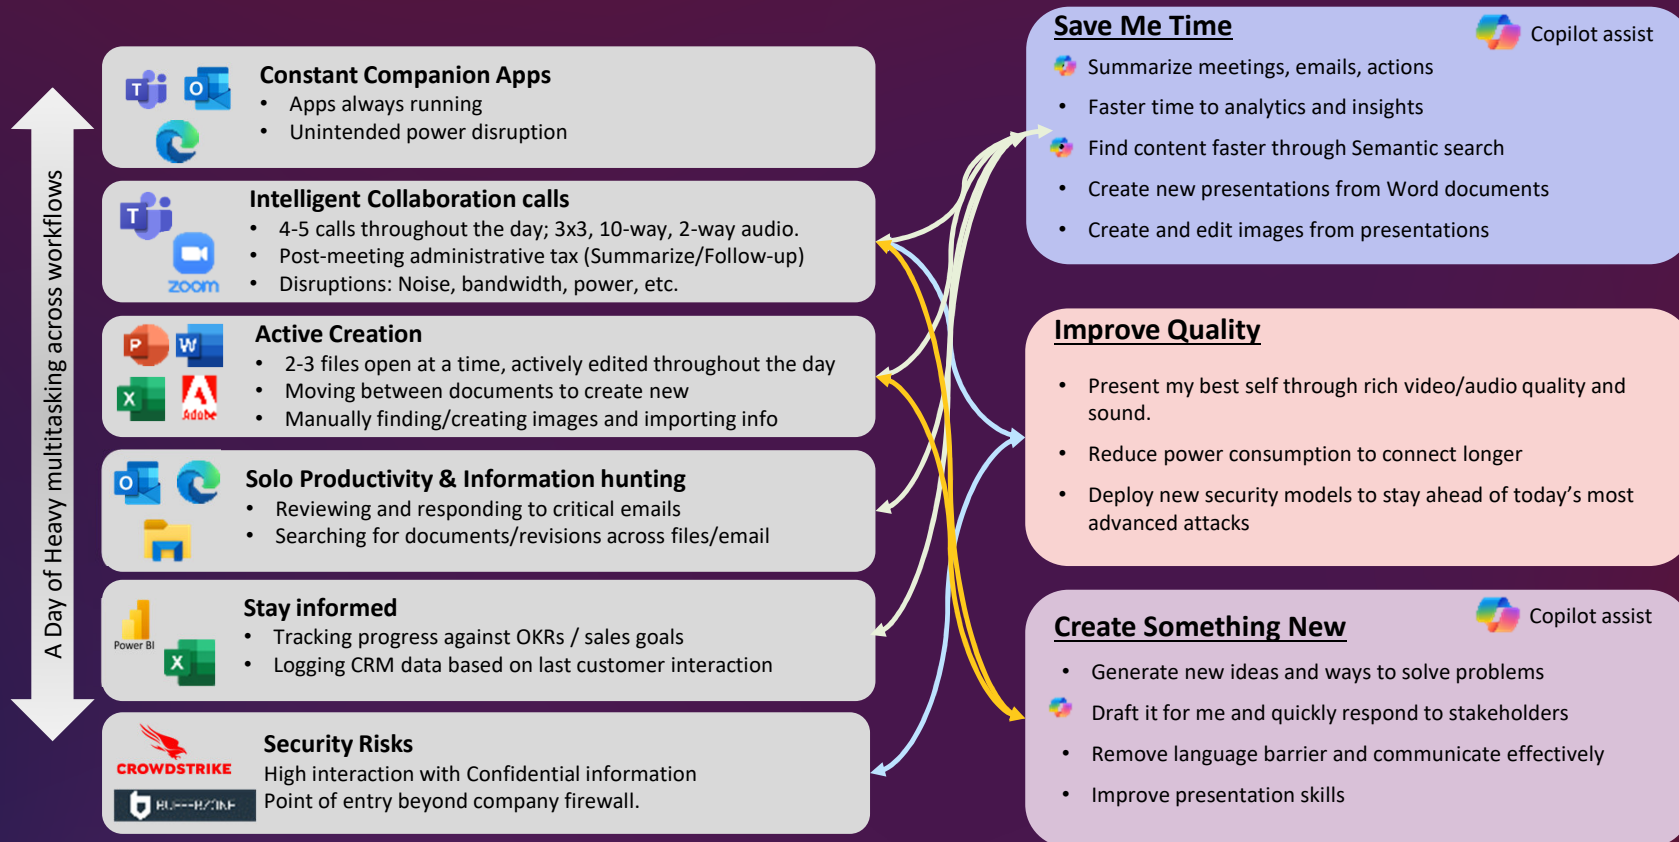 A Day of Heavy multitasking across workflows
Constant Companion Apps
• Apps always running
• Unintended power disruption
Intelligent Collaboration calls
• 4-5 calls throughout the day; 3x3, 10-way, 2-way audio.
• Post-meeting administrative tax (Summarize/Follow-up)
• Disruptions: Noise, bandwidth, power, etc.
zoom
Active Creation
• 2-3 files open at a time, actively edited throughout the day
• Moving between documents to create new
• Manually finding/creating images and importing info
Adobe
Solo Productivity & Information hunting
• Reviewing and responding to critical emails
• Searching for documents/revisions across files/email
Stay informed
• Tracking progress against OKRs / sales goals
• Logging CRM data based on last customer interaction
Power BI
Security Risks
High interaction with Confidential information
Point of entry beyond company firewall.
CROWDSTRIKE
Save Me Time
Copilot assist
Summarize meetings, emails, actions
• Faster time to analytics and insights
Find content faster through Semantic search
• Create new presentations from Word documents
• Create and edit images from presentations
Improve Quality
• Present my best self through rich video/audio quality and
sound.
• Reduce power consumption to connect longer
• Deploy new security models to stay ahead of today's most
advanced attacks
Create Something New
Copilot assist
• Generate new ideas and ways to solve problems
Draft it for me and quickly respond to stakeholders
• Remove language barrier and communicate effectively
• Improve presentation skills